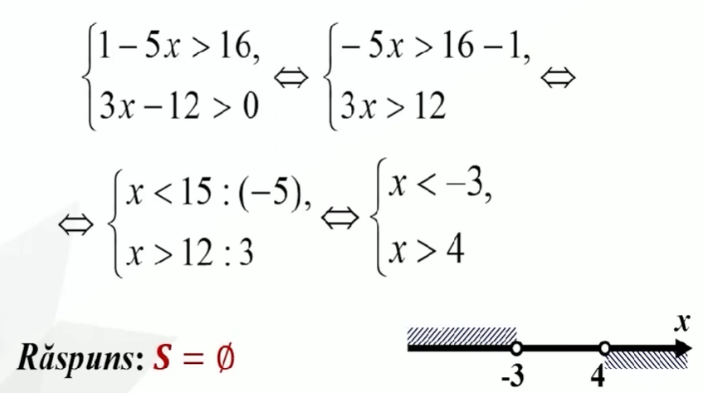 1 − 5x > 16, ⇔ − 5x > 16 − 1, ⇔
3x − 12 > 0 3x > 12
⇔ x < 15 : (−5), ⇔ x < −3,
x > 12 : 3 x > 4
Răspuns: S = ∅
x
-3 4